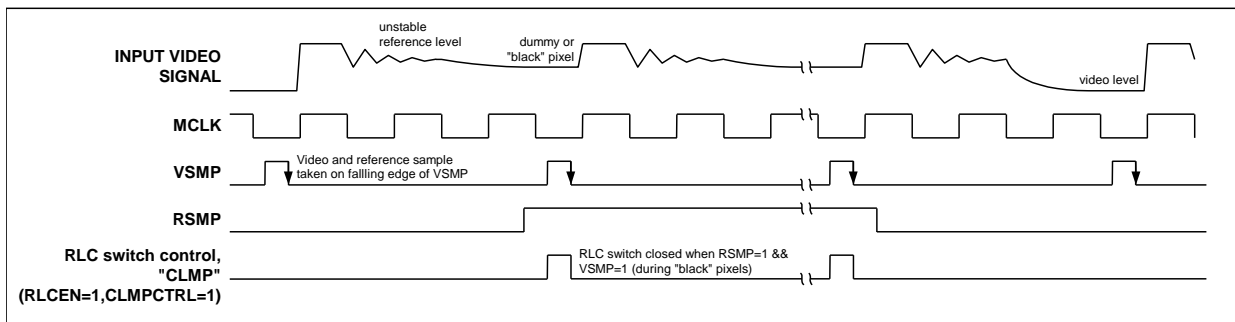 unstable
reference level
dummy or
"black" pixel
INPUT VIDEO
SIGNAL
video level
MCLK
VSMP
Video and reference sample
taken on fallling edge of VSMP
RSMP
RLC switch control,
"CLMP"
(RLCEN=1,CLMPCTRL=1)
RLC switch closed when RSMP=1 &&
VSMP=1 (during "black" pixels)